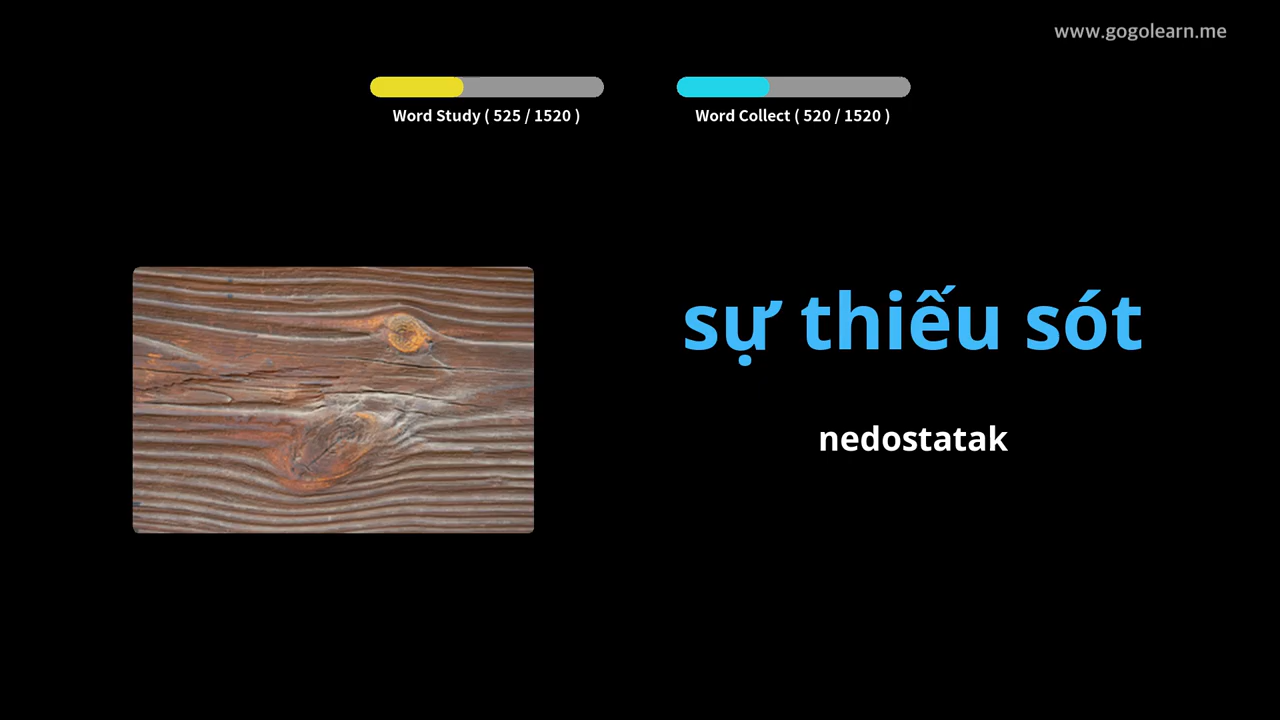 www.gogolearn.me
Word Study ( 525 / 1520 )
Word Collect ( 520 / 1520 )
sự thiếu sót
nedostatak